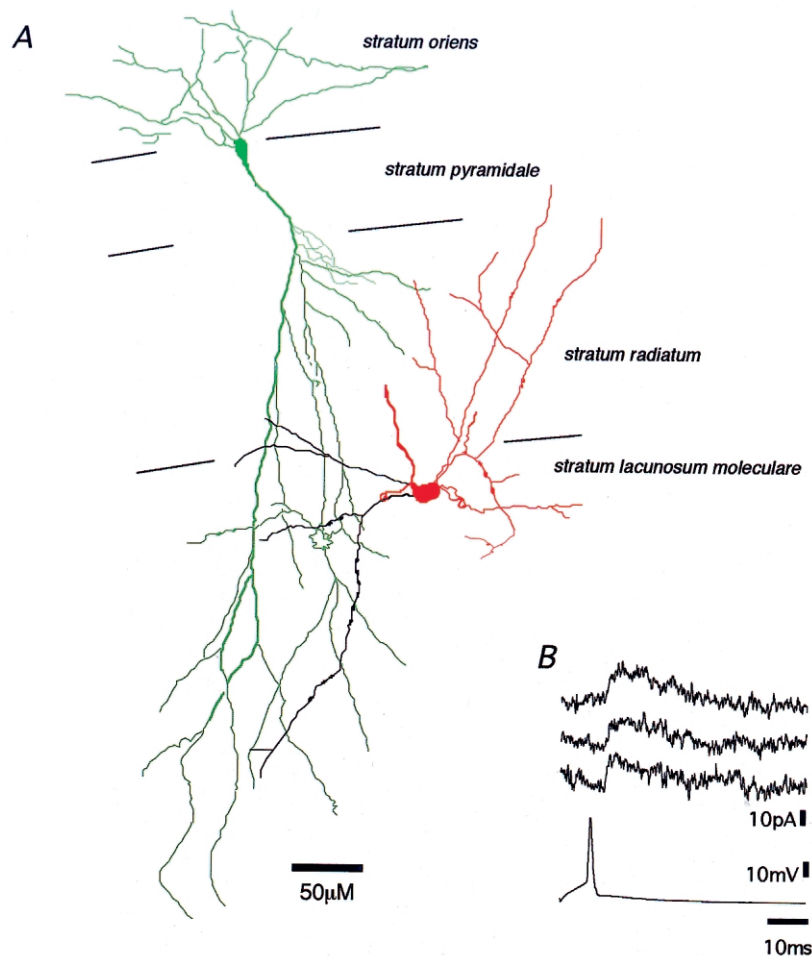 A
stratum oriens
stratum pyramidale
stratum radiatum
stratum lacunosum moleculare
B
10pA
10mV
50µM
10ms